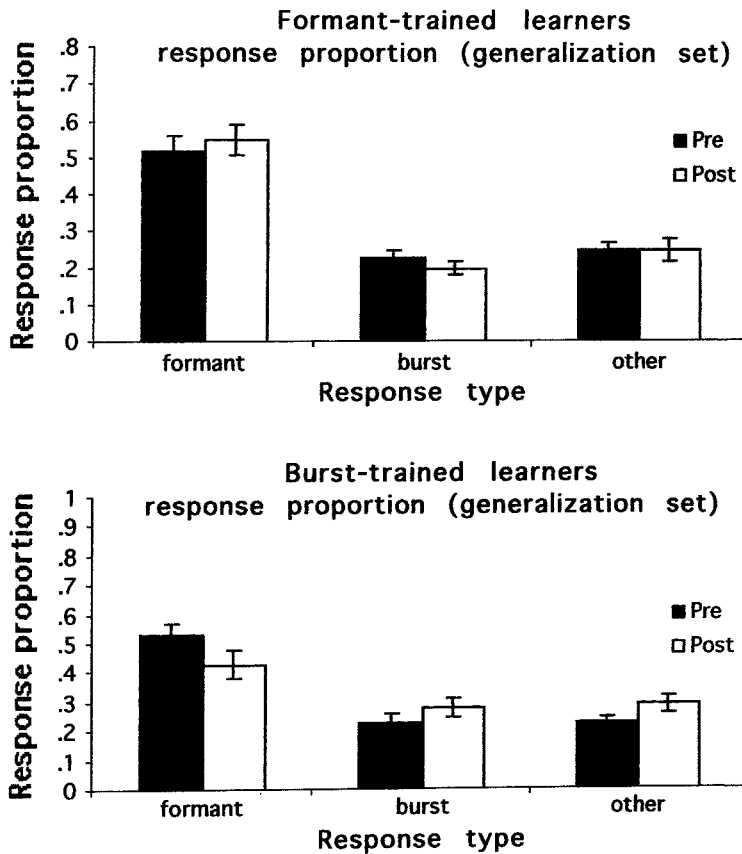 Formant-trained learners
response proportion (generalization set)
Response proportion
.8
.7
.6
.5
.4
.3
.2
.1
0
Pre
Post
formant burst other
Response type
Burst-trained learners
response proportion (generalization set)
Response proportion
1
.9
.8
.7
.6
.5
.4
.3
.2
.1
0
Pre
Post
formant burst other
Response type